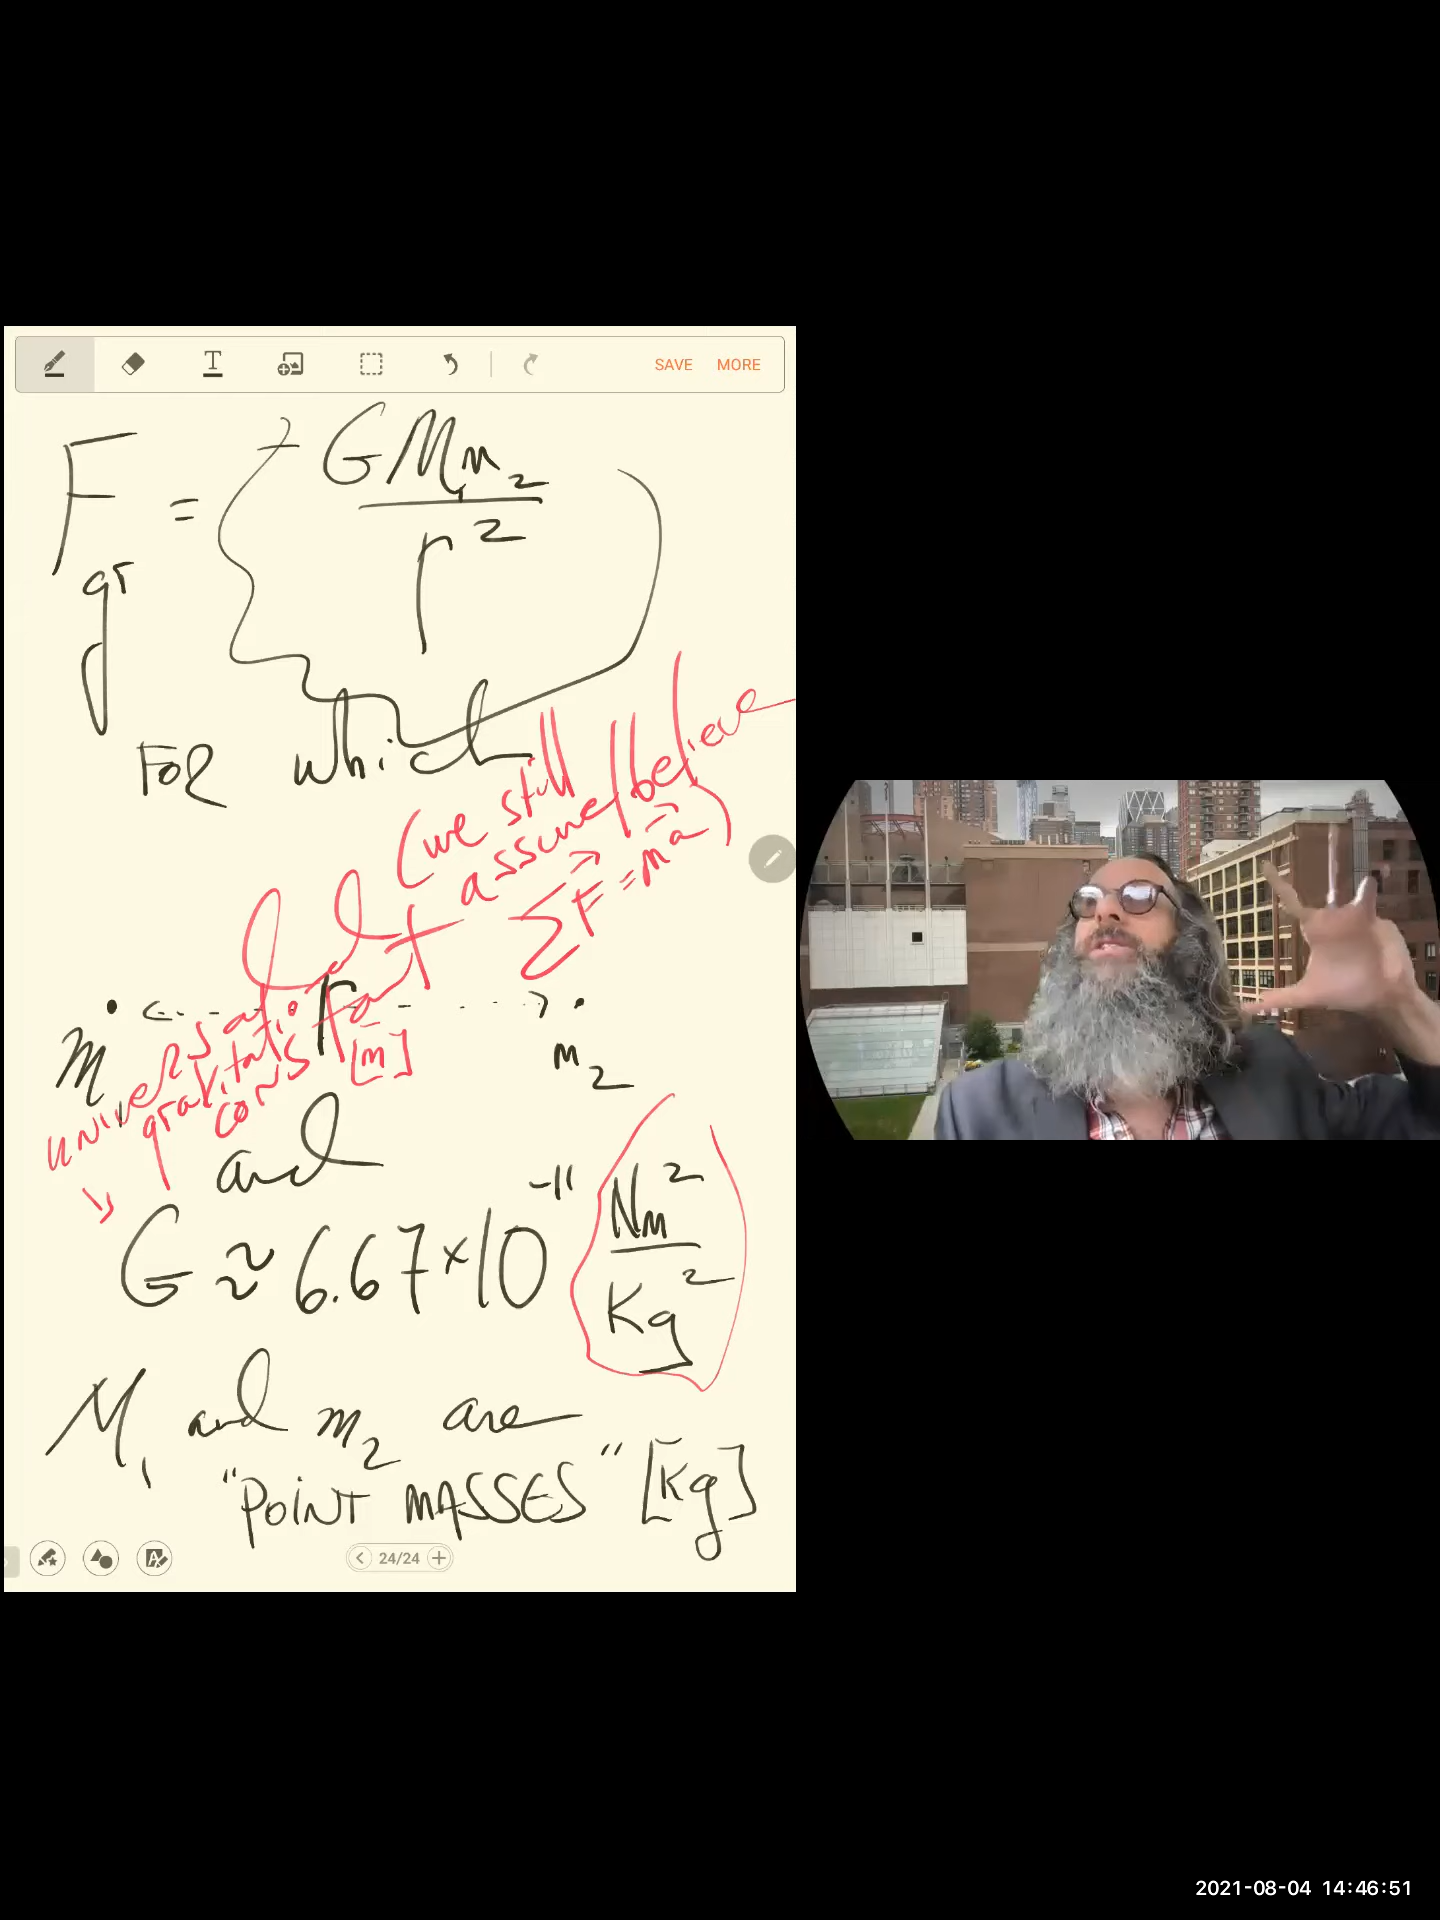 SAVE MORE
F gr = + G M1 m2 / r²
FOR which
(we still
assume/believe
ΣF⃗ = ma⃗)
r
[m]
M1 m2
universal
gravitational
constant
and
G ≈ 6.67 × 10⁻¹¹ Nm²/Kg²
M1 and m2 are
"POINT MASSES" [Kg]
24/24
2021-08-04 14:46:51